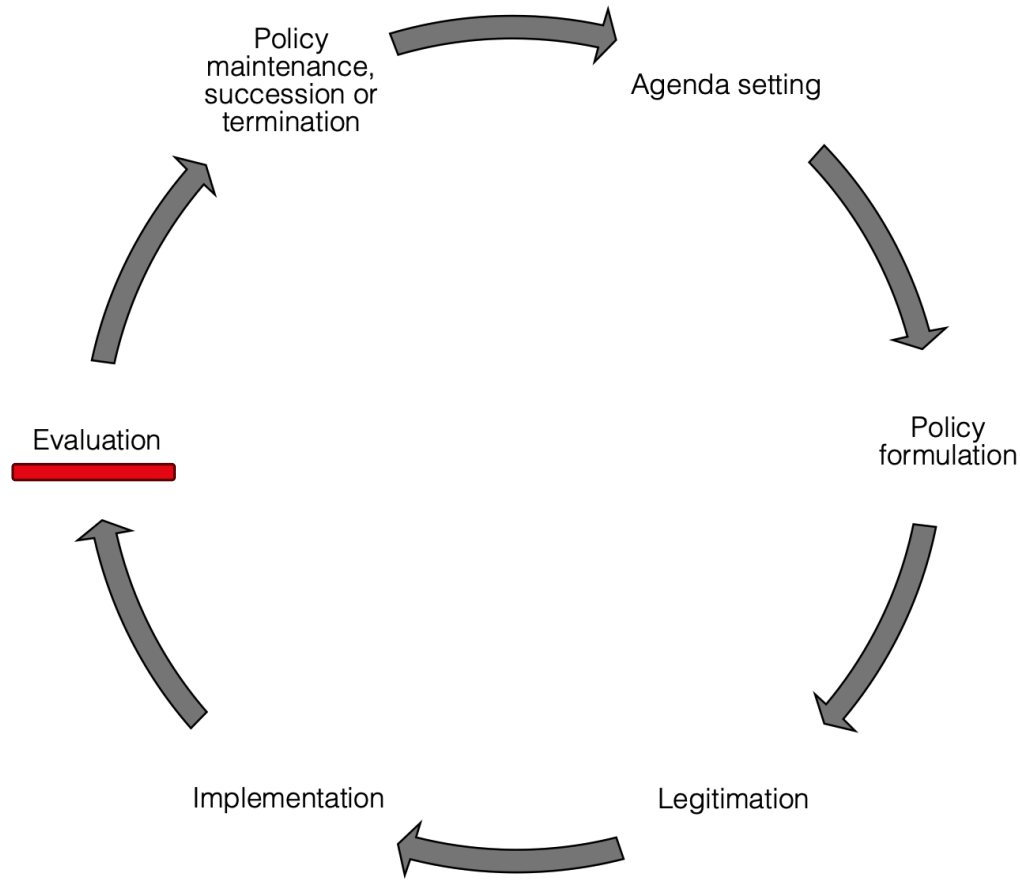 Policy
maintenance,
succession or
termination
Agenda setting
Policy
formulation
Legitimation
Implementation
Evaluation